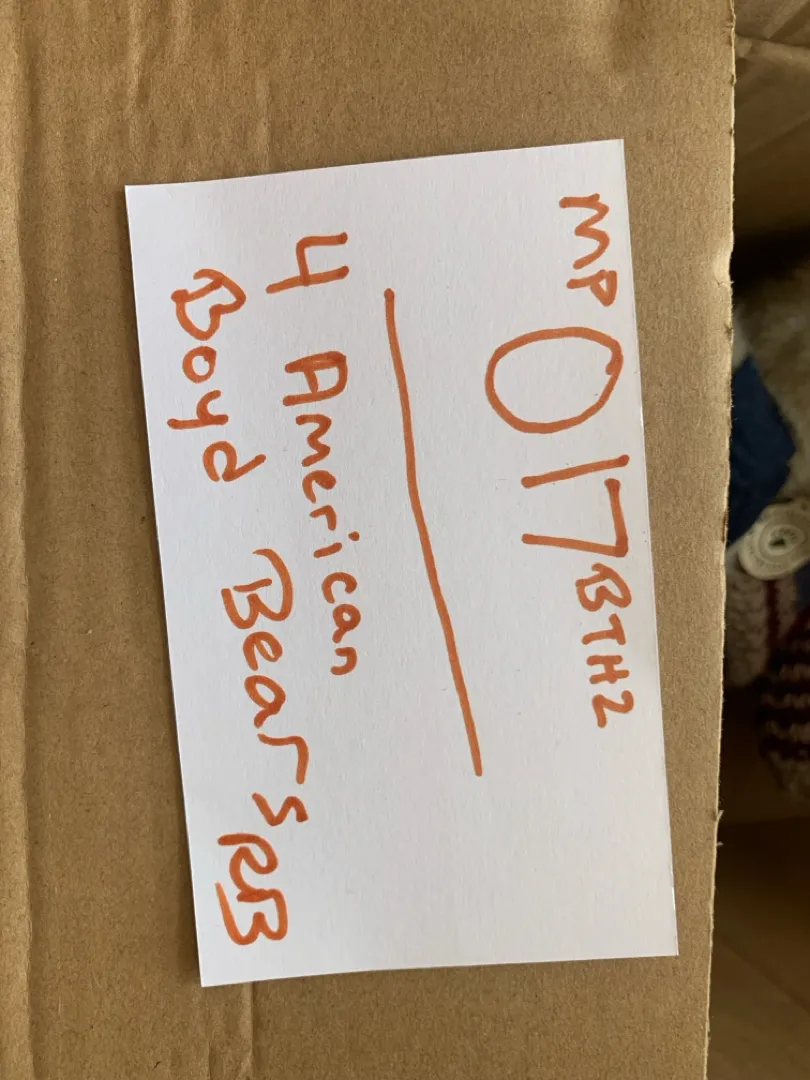 MP 017 BTH2
4 American
Boyd Bears RB